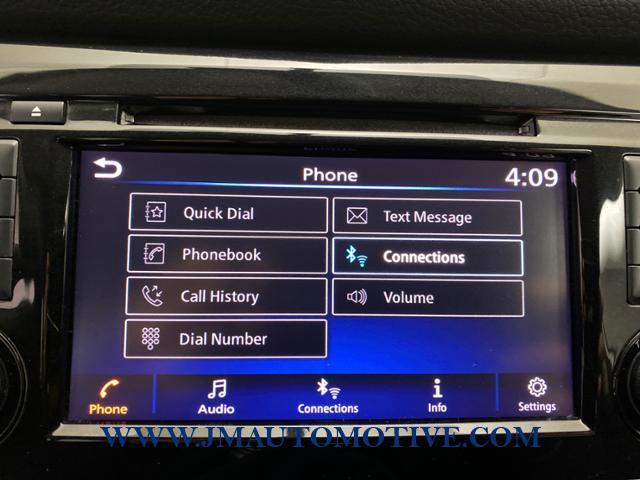 Phone
4:09
Quick Dial
Text Message
Phonebook
Connections
Call History
Volume
Dial Number
Phone
Audio
Connections
Info
Settings
WWW.JMAUTOMOTIVE.COM